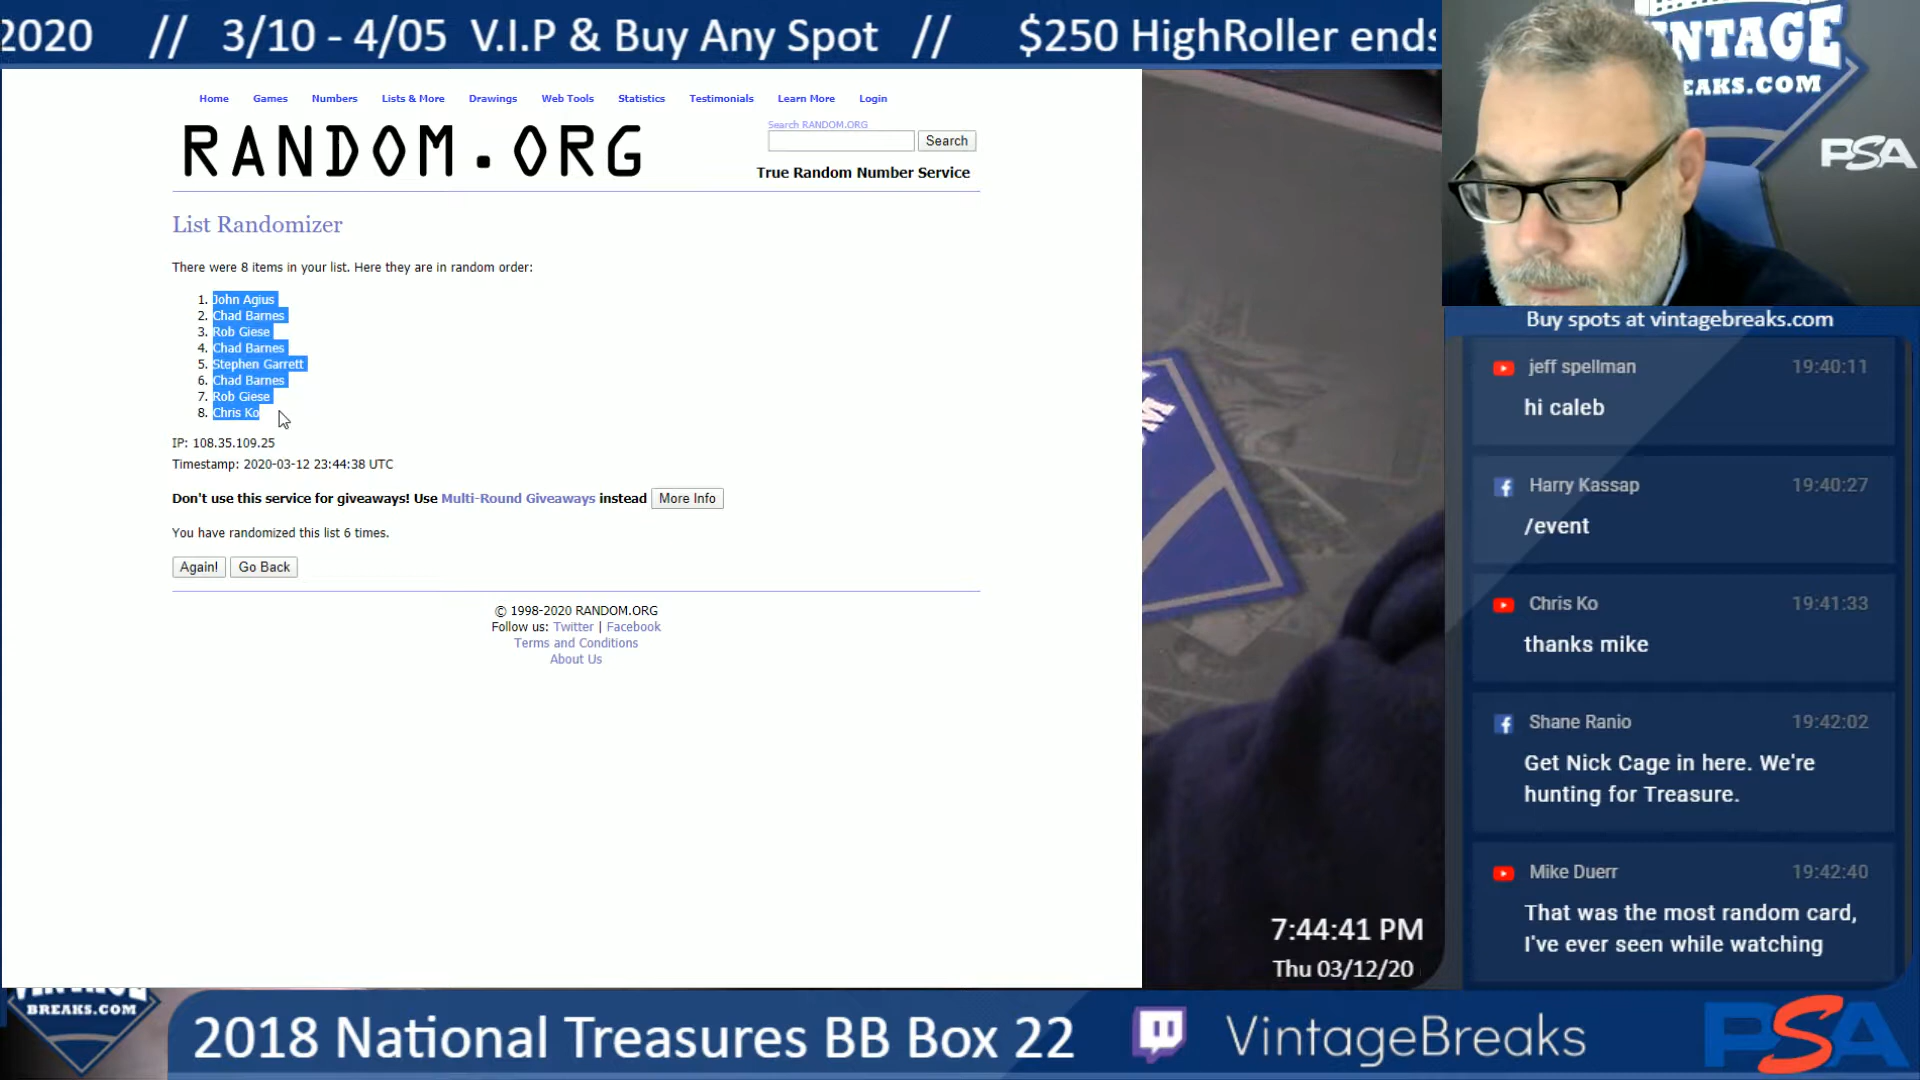 2020 // 3/10 - 4/05 V.I.P & Buy Any Spot // $250 HighRoller ends
VINTAGE
BREAKS.COM
PSA
Home Games Numbers Lists & More Drawings Web Tools Statistics Testimonials Learn More Login
RANDOM.ORG
Search RANDOM.ORG
Search
True Random Number Service
List Randomizer
There were 8 items in your list. Here they are in random order:
1. John Agius
2. Chad Barnes
3. Rob Giese
4. Chad Barnes
5. Stephen Garrett
6. Chad Barnes
7. Rob Giese
8. Chris Ko
IP: 108.35.109.25
Timestamp: 2020-03-12 23:44:38 UTC
Don't use this service for giveaways! Use Multi-Round Giveaways instead More Info
You have randomized this list 6 times.
Again! Go Back
© 1998-2020 RANDOM.ORG
Follow us: Twitter | Facebook
Terms and Conditions
About Us
Buy spots at vintagebreaks.com
jeff spellman 19:40:11
hi caleb
Harry Kassap 19:40:27
/event
Chris Ko 19:41:33
thanks mike
Shane Ranio 19:42:02
Get Nick Cage in here. We're
hunting for Treasure.
Mike Duerr 19:42:40
That was the most random card,
I've ever seen while watching
7:44:41 PM
Thu 03/12/20
VINTAGE
BREAKS.COM
2018 National Treasures BB Box 22
VintageBreaks
PSA